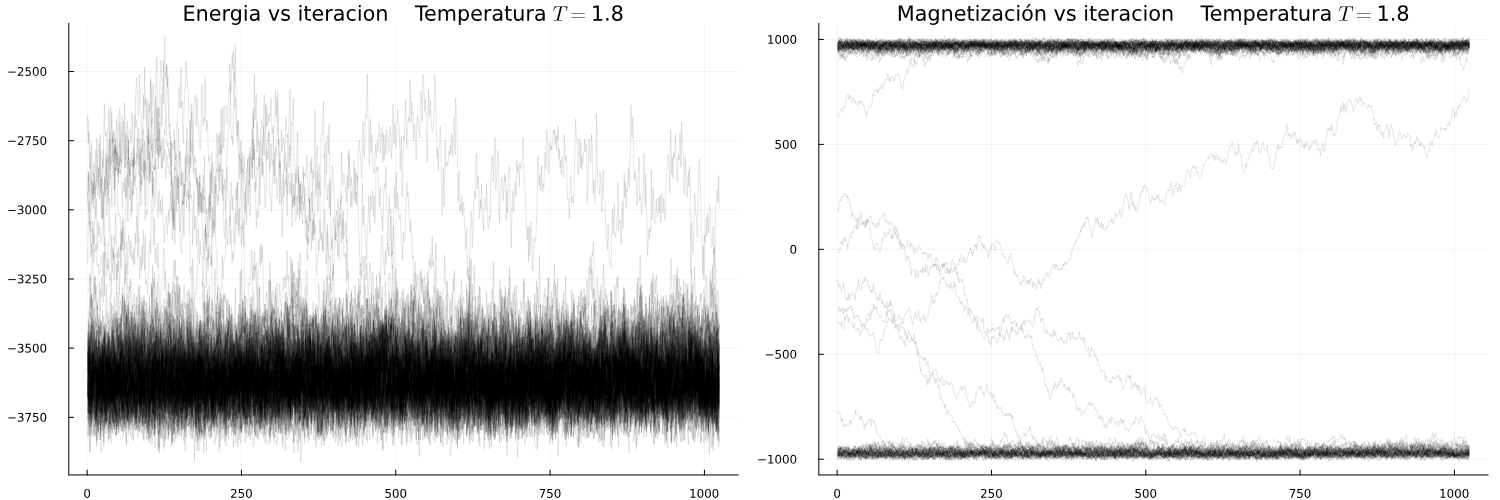 Energia vs iteracion Temperatura T = 1.8
−2500
−2750
−3000
−3250
−3500
−3750
0 250 500 750 1000
Magnetización vs iteracion Temperatura T = 1.8
1000
500
0
−500
−1000
0 250 500 750 1000